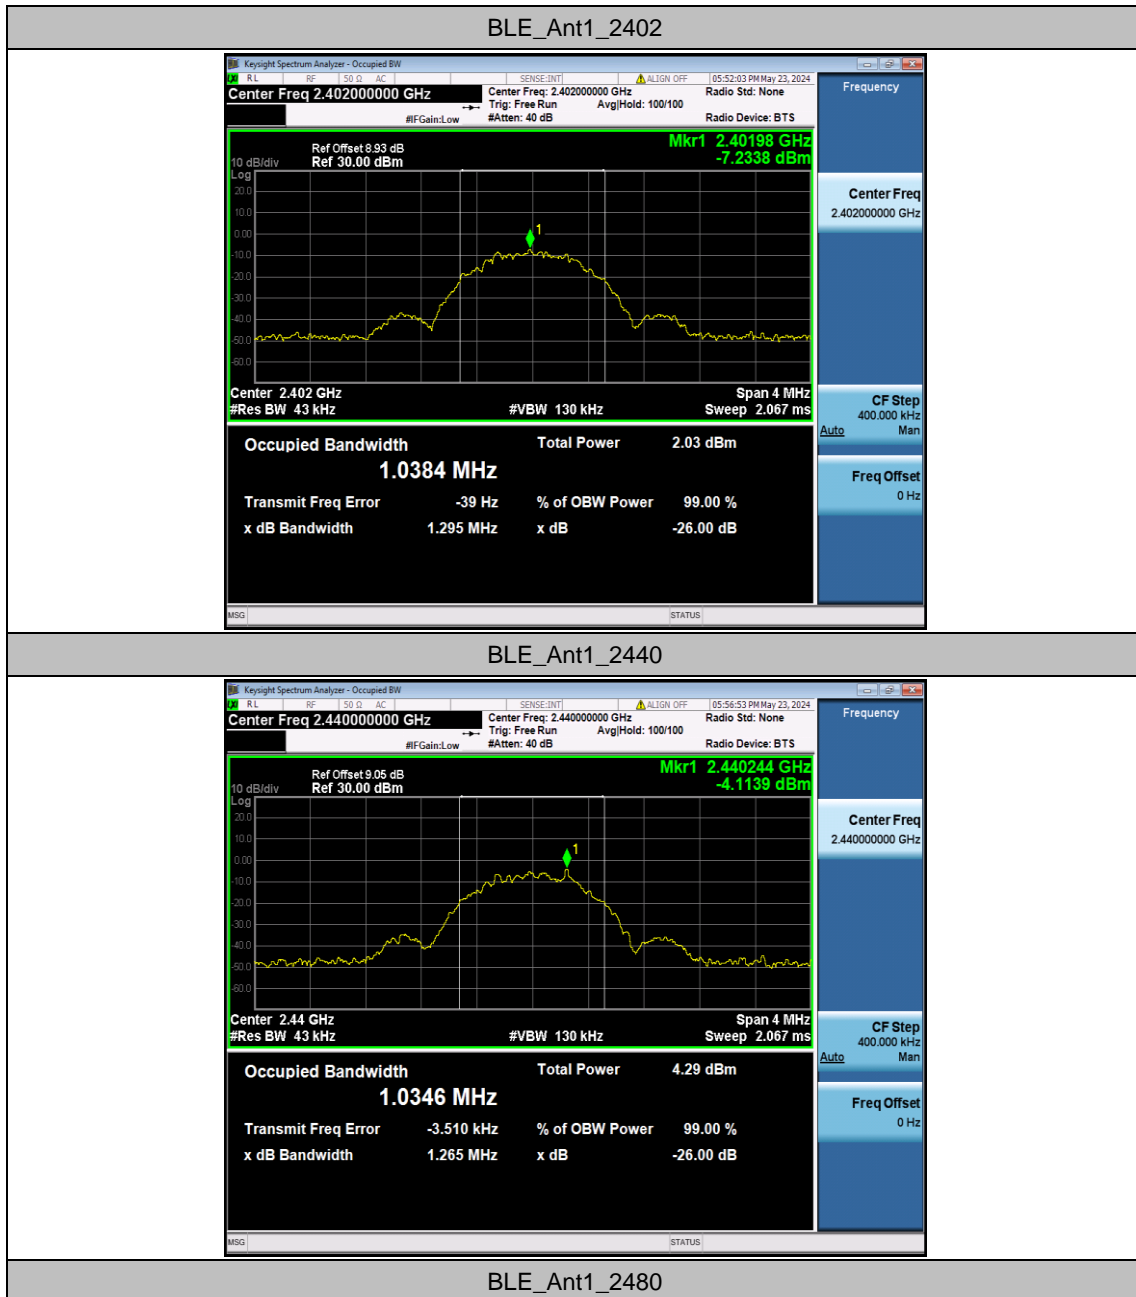 BLE_Ant1_2402
Keysight Spectrum Analyzer - Occupied BW
RL RF 50 Ω AC SENSE:INT ALIGN OFF 05:52:03 PM May 23, 2024
Center Freq 2.402000000 GHz
Center Freq: 2.402000000 GHz Radio Std: None
Trig: Free Run Avg|Hold: 100/100
#IFGain:Low #Atten: 40 dB Radio Device: BTS
Frequency
Mkr1 2.40198 GHz
-7.2338 dBm
Ref Offset 8.93 dB
10 dB/div Ref 30.00 dBm
Log
20.0
10.0
0.00
-10.0
-20.0
-30.0
-40.0
-50.0
-60.0
1
Center Freq
2.402000000 GHz
Center 2.402 GHz Span 4 MHz
#Res BW 43 kHz #VBW 130 kHz Sweep 2.067 ms
CF Step
400.000 kHz
Auto Man
Occupied Bandwidth Total Power 2.03 dBm
1.0384 MHz
Transmit Freq Error -39 Hz % of OBW Power 99.00 %
x dB Bandwidth 1.295 MHz x dB -26.00 dB
Freq Offset
0 Hz
MSG STATUS
BLE_Ant1_2440
Keysight Spectrum Analyzer - Occupied BW
RL RF 50 Ω AC SENSE:INT ALIGN OFF 05:56:53 PM May 23, 2024
Center Freq 2.440000000 GHz
Center Freq: 2.440000000 GHz Radio Std: None
Trig: Free Run Avg|Hold: 100/100
#IFGain:Low #Atten: 40 dB Radio Device: BTS
Frequency
Mkr1 2.440244 GHz
-4.1139 dBm
Ref Offset 9.05 dB
10 dB/div Ref 30.00 dBm
Log
20.0
10.0
0.00
-10.0
-20.0
-30.0
-40.0
-50.0
-60.0
1
Center Freq
2.440000000 GHz
Center 2.44 GHz Span 4 MHz
#Res BW 43 kHz #VBW 130 kHz Sweep 2.067 ms
CF Step
400.000 kHz
Auto Man
Occupied Bandwidth Total Power 4.29 dBm
1.0346 MHz
Transmit Freq Error -3.510 kHz % of OBW Power 99.00 %
x dB Bandwidth 1.265 MHz x dB -26.00 dB
Freq Offset
0 Hz
MSG STATUS
BLE_Ant1_2480